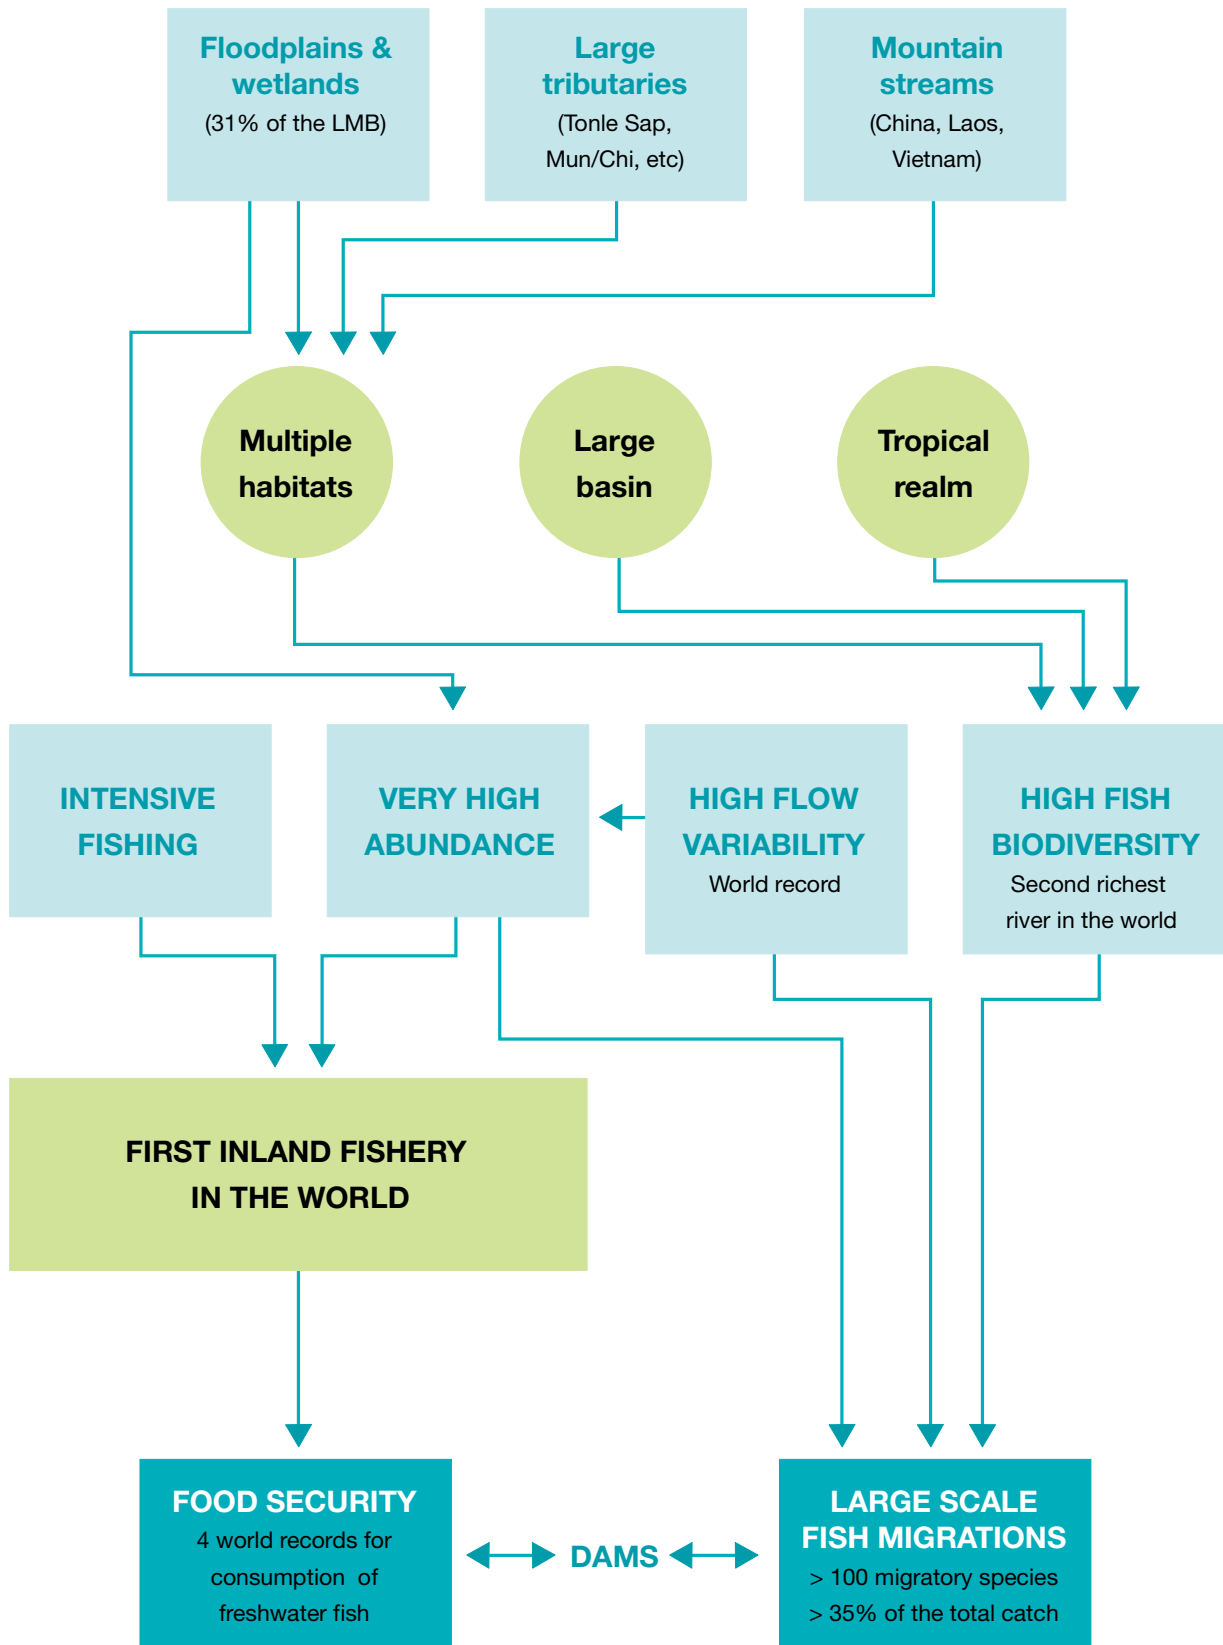 Floodplains &
wetlands
(31% of the LMB)
Large
tributaries
(Tonle Sap,
Mun/Chi, etc)
Mountain
streams
(China, Laos,
Vietnam)
Multiple
habitats
Large
basin
Tropical
realm
INTENSIVE
FISHING
VERY HIGH
ABUNDANCE
HIGH FLOW
VARIABILITY
World record
HIGH FISH
BIODIVERSITY
Second richest
river in the world
FIRST INLAND FISHERY
IN THE WORLD
FOOD SECURITY
4 world records for
consumption of
freshwater fish
DAMS
LARGE SCALE
FISH MIGRATIONS
> 100 migratory species
> 35% of the total catch